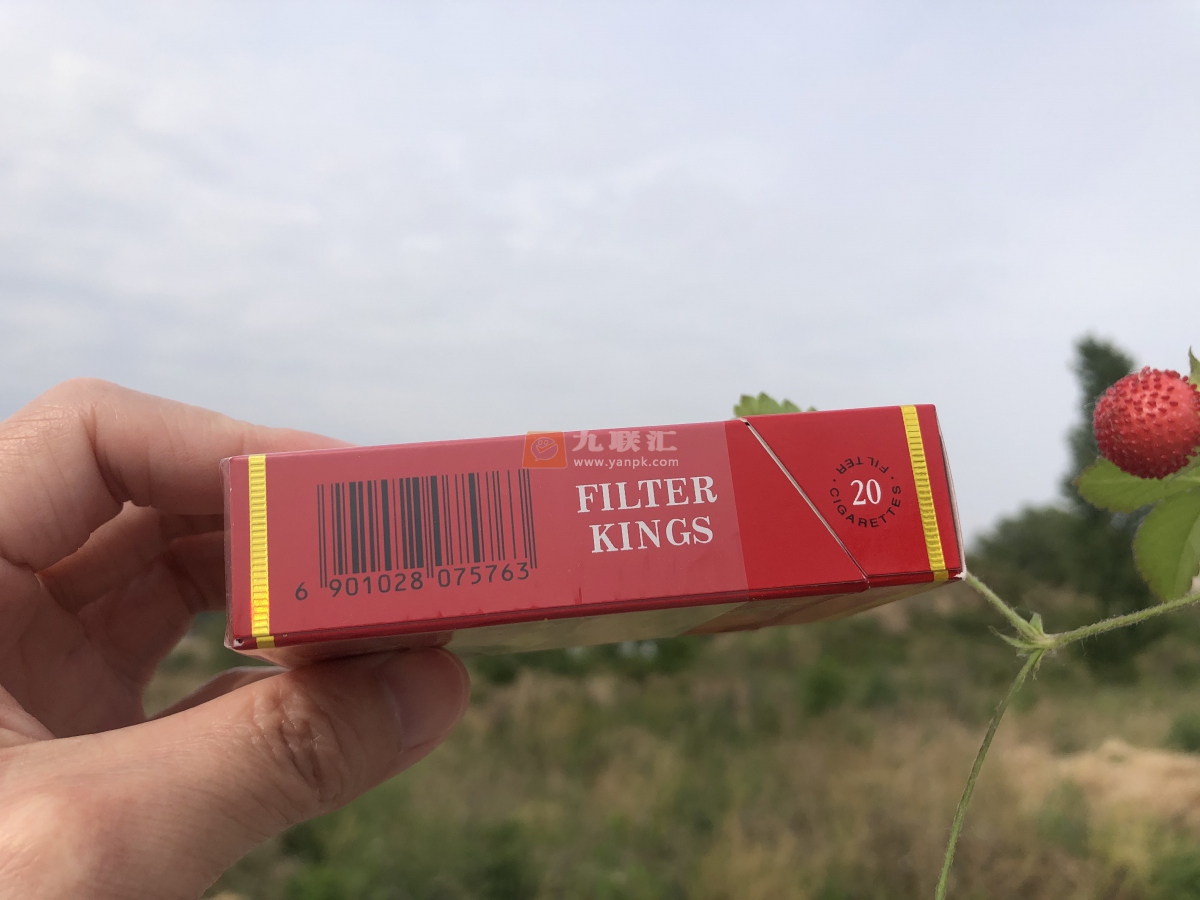 九联汇
www.yanpk.com
FILTER
KINGS
6 901028 075763
20
· FILTER · CIGARETTES